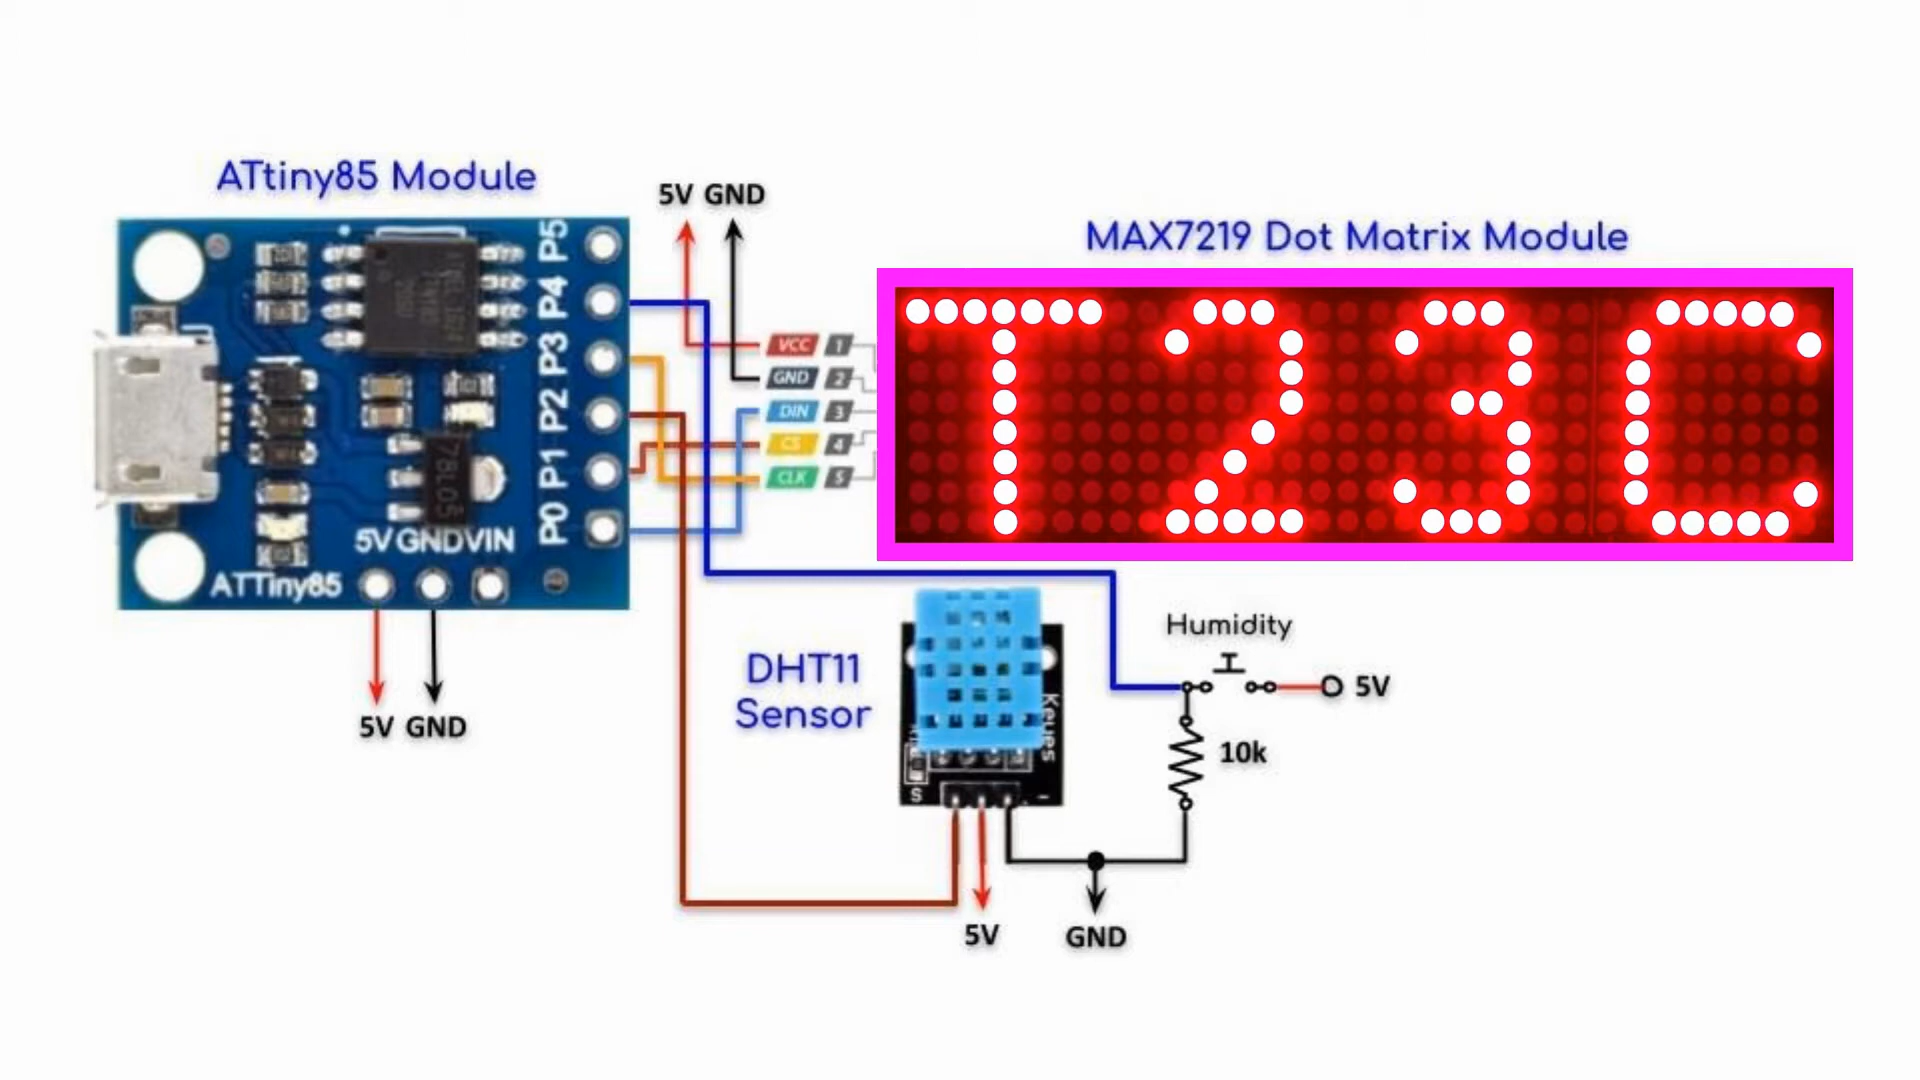 ATtiny85 Module
5V GND
MAX7219 Dot Matrix Module
P5
P4
P3
P2
P1
P0
VCC 1
GND 2
DIN 3
CS 4
CLK 5
T23C
78L05
5V GND VIN
ATTiny85
5V GND
DHT11
Sensor
Keyes
S
-
Humidity
5V
10k
5V
GND